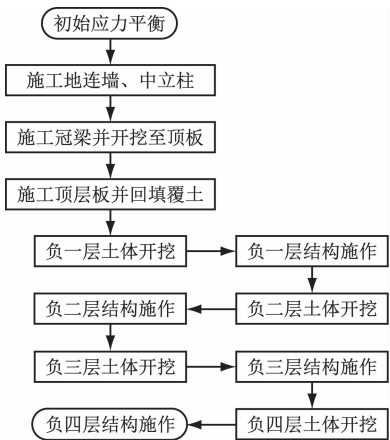 初始应力平衡
施工地连墙、中立柱
施工冠梁并开挖至顶板
施工顶层板并回填覆土
负一层土体开挖
负一层结构施作
负二层土体开挖
负二层结构施作
负三层土体开挖
负三层结构施作
负四层土体开挖
负四层结构施作